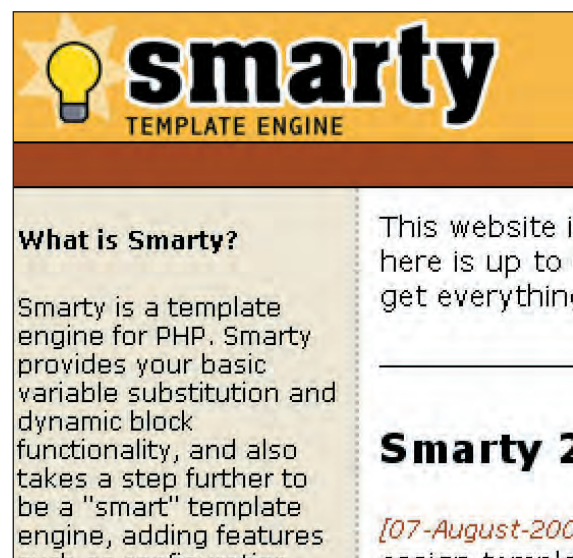 smarty
TEMPLATE ENGINE
What is Smarty?
Smarty is a template
engine for PHP. Smarty
provides your basic
variable substitution and
dynamic block
functionality, and also
takes a step further to
be a "smart" template
engine, adding features
This website i
here is up to
get everything
Smarty 2
[07-August-200